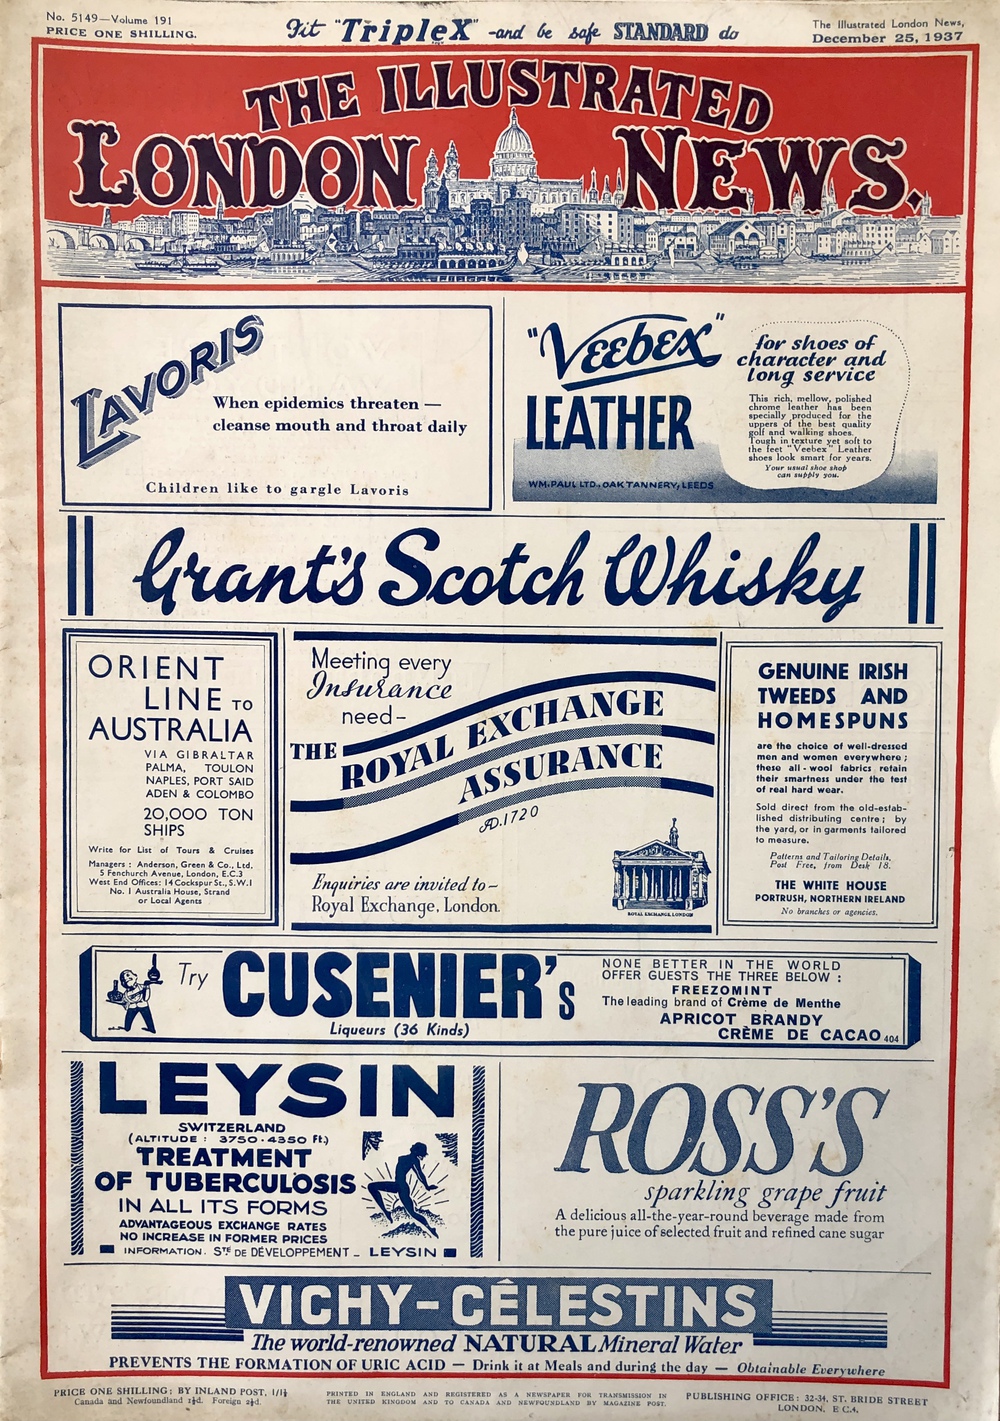 No. 5149—Volume 191
PRICE ONE SHILLING.
Fit "TripleX" -and be safe STANDARD do
The Illustrated London News,
December 25, 1937
THE ILLUSTRATED
LONDON NEWS.
LAVORIS
When epidemics threaten —
cleanse mouth and throat daily
Children like to gargle Lavoris
"Veebex"
LEATHER
WM. PAUL LTD., OAK TANNERY, LEEDS
for shoes of
character and
long service
This rich, mellow, polished
chrome leather has been
specially produced for the
uppers of the best quality
golf and walking shoes.
Tough in texture yet soft to
the feet "Veebex" Leather
shoes look smart for years.
Your usual shoe shop
can supply you.
Grant's Scotch Whisky
ORIENT
LINE TO
AUSTRALIA
VIA GIBRALTAR
PALMA, TOULON
NAPLES, PORT SAID
ADEN & COLOMBO
20,000 TON
SHIPS
Write for List of Tours & Cruises
Managers : Anderson, Green & Co., Ltd.
5 Fenchurch Avenue, London, E.C.3
West End Offices: 14 Cockspur St., S.W.1
No. 1 Australia House, Strand
or Local Agents
Meeting every
Insurance
need-
THE ROYAL EXCHANGE
ASSURANCE
A.D. 1720
Enquiries are invited to-
Royal Exchange, London.
ROYAL EXCHANGE, LONDON
GENUINE IRISH
TWEEDS AND
HOMESPUNS
are the choice of well-dressed
men and women everywhere ;
these all-wool fabrics retain
their smartness under the test
of real hard wear.
Sold direct from the old-estab-
lished distributing centre ; by
the yard, or in garments tailored
to measure.
Patterns and Tailoring Details,
Post Free, from Desk 18.
THE WHITE HOUSE
PORTRUSH, NORTHERN IRELAND
No branches or agencies.
Try CUSENIER's
Liqueurs (36 Kinds)
NONE BETTER IN THE WORLD
OFFER GUESTS THE THREE BELOW :
FREEZOMINT
The leading brand of Crème de Menthe
APRICOT BRANDY
CRÈME DE CACAO 404
LEYSIN
SWITZERLAND
(ALTITUDE : 3750-4350 Ft.)
TREATMENT
OF TUBERCULOSIS
IN ALL ITS FORMS
ADVANTAGEOUS EXCHANGE RATES
NO INCREASE IN FORMER PRICES
INFORMATION. STÉ DE DÉVELOPPEMENT _ LEYSIN
ROSS'S
sparkling grape fruit
A delicious all-the-year-round beverage made from
the pure juice of selected fruit and refined cane sugar
VICHY-CÉLESTINS
The world-renowned NATURAL Mineral Water
PREVENTS THE FORMATION OF URIC ACID — Drink it at Meals and during the day — Obtainable Everywhere
PRICE ONE SHILLING: BY INLAND POST, 1/1½
Canada and Newfoundland 1½d. Foreign 2½d.
PRINTED IN ENGLAND AND REGISTERED AS A NEWSPAPER FOR TRANSMISSION IN
THE UNITED KINGDOM AND TO CANADA AND NEWFOUNDLAND BY MAGAZINE POST.
PUBLISHING OFFICE: 32-34, ST. BRIDE STREET
LONDON, E.C.4.